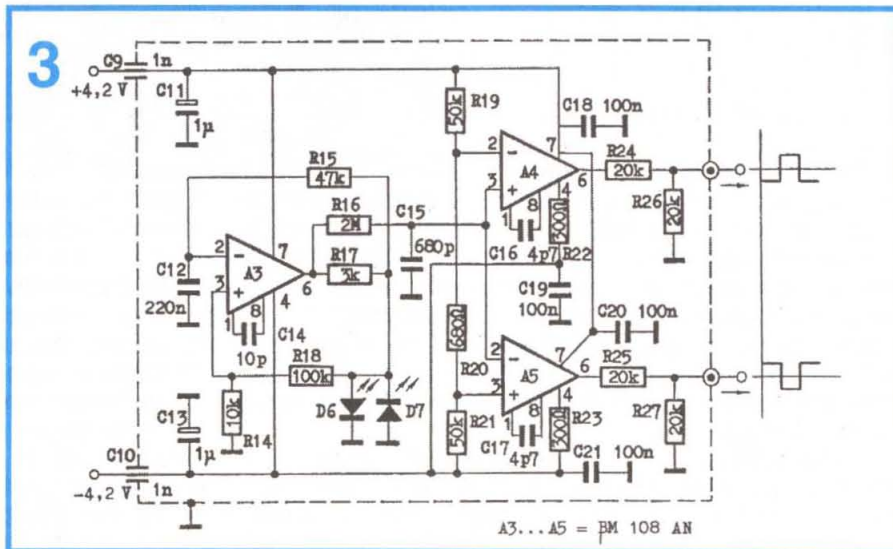 3
C9 1n
+4,2 V
C11
1µ
R19
50k
C18 100n
R15
47k
2
3
A4
7
6
4
1
8
R24
20k
R26
20k
R16
2M
C15
680p
C16 4p7
300Ω
R22
C12
220n
2
3
A3
7
4
6
1
8
R17
3k
C14
10p
C19
100n
C20 100n
680Ω
R20
R18
100k
2
3
A5
7
6
4
1
8
R25
20k
R27
20k
D6
D7
C13
1µ
10k
R14
R21
50k
C17
4p7
R23
300Ω
C21 100n
C10
-4,2 V
1n
A3...A5 = βM 108 AN